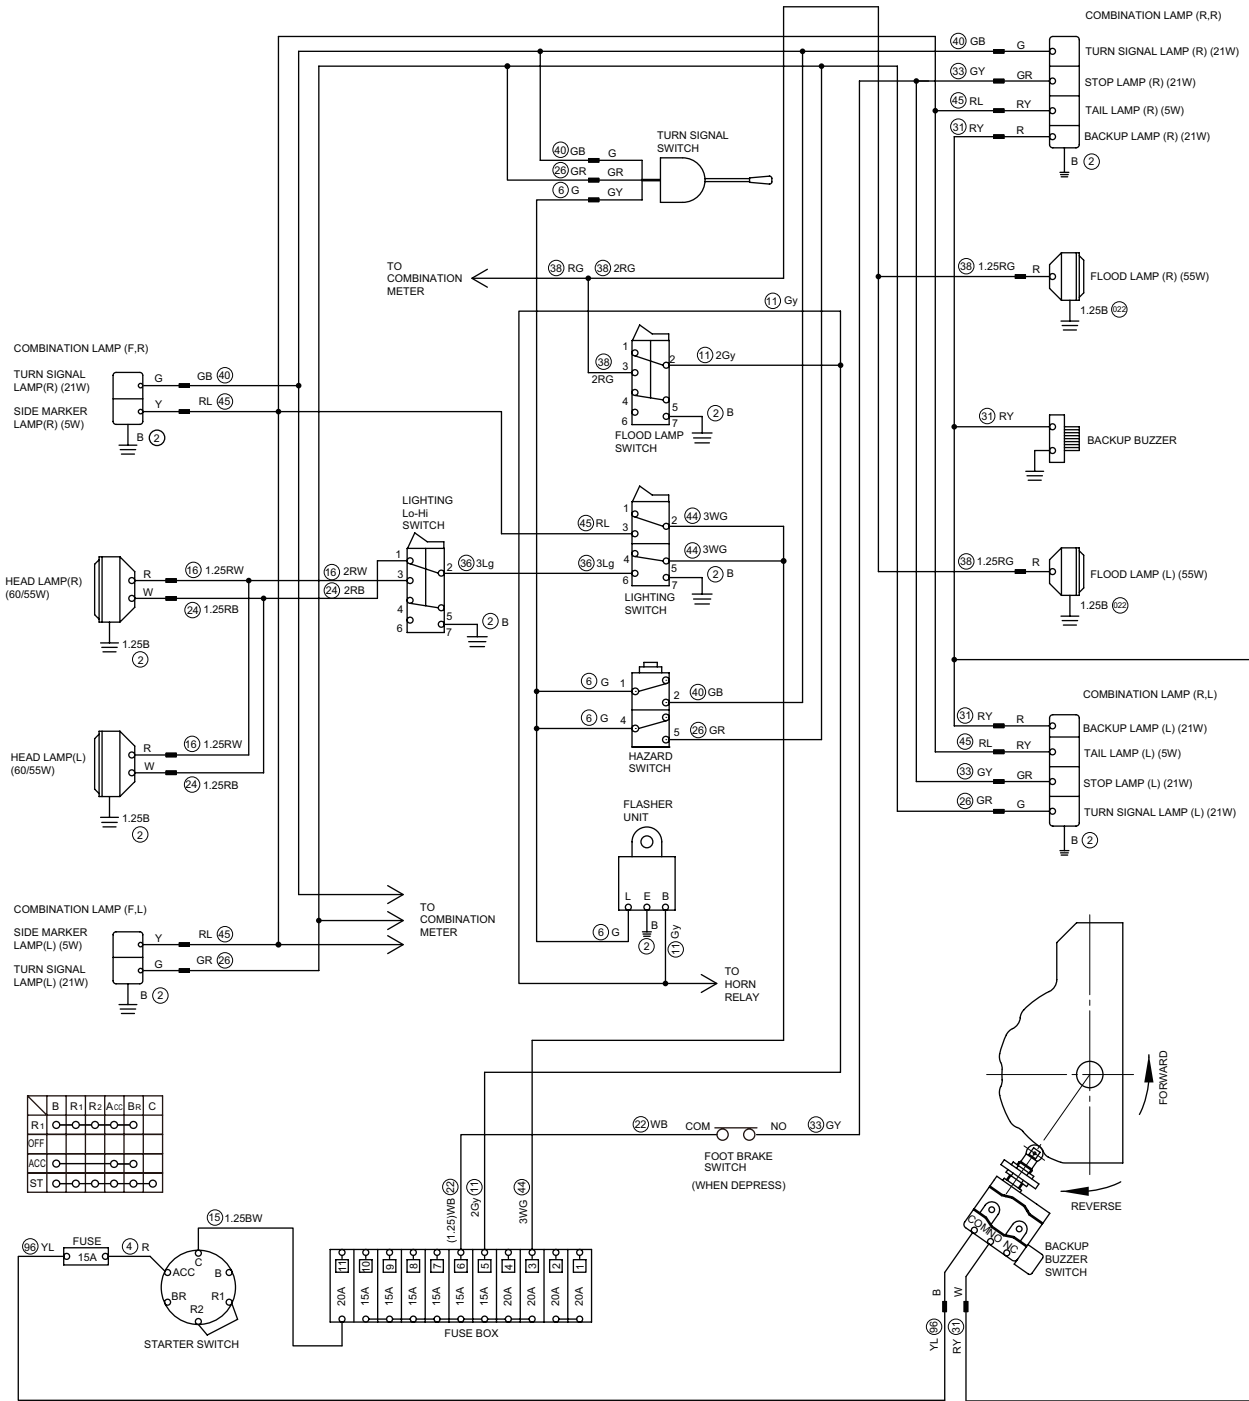 COMBINATION LAMP (R,R)
40 GB G TURN SIGNAL LAMP (R) (21W)
33 GY GR STOP LAMP (R) (21W)
45 RL RY TAIL LAMP (R) (5W)
31 RY R BACKUP LAMP (R) (21W)
B 2
TURN SIGNAL
SWITCH
40 GB G
26 GR GR
6 G GY
TO
COMBINATION
METER
38 RG 38 2RG
38 1.25RG R FLOOD LAMP (R) (55W)
1.25B 022
11 Gy
COMBINATION LAMP (F,R)
TURN SIGNAL
LAMP(R) (21W)
G GB 40
SIDE MARKER
LAMP(R) (5W)
Y RL 45
B 2
1
2
3
4
5
6
7
38
2RG
11 2Gy
2 B
FLOOD LAMP
SWITCH
31 RY
BACKUP BUZZER
LIGHTING
Lo-Hi
SWITCH
1
2
3
4
5
6
7
36 3Lg
2 B
45 RL
36 3Lg
1
2
3
4
5
6
7
44 3WG
44 3WG
2 B
LIGHTING
SWITCH
HEAD LAMP(R)
(60/55W)
R 16 1.25RW 16 2RW
W 24 1.25RB 24 2RB
1.25B
2
38 1.25RG R FLOOD LAMP (L) (55W)
1.25B 022
6 G 1
2 40 GB
6 G 4
5 26 GR
HAZARD
SWITCH
HEAD LAMP(L)
(60/55W)
R 16 1.25RW
W 24 1.25RB
1.25B
2
COMBINATION LAMP (R,L)
31 RY R BACKUP LAMP (L) (21W)
45 RL RY TAIL LAMP (L) (5W)
33 GY GR STOP LAMP (L) (21W)
26 GR G TURN SIGNAL LAMP (L) (21W)
B 2
FLASHER
UNIT
L E B
6 G
B
2
11 Gy
TO
COMBINATION
METER
TO
HORN
RELAY
COMBINATION LAMP (F,L)
SIDE MARKER
LAMP(L) (5W)
Y RL 45
TURN SIGNAL
LAMP(L) (21W)
G GR 26
B 2
FORWARD
REVERSE
B R1 R2 ACC BR C
R1
OFF
ACC
ST
22 WB COM NO 33 GY
FOOT BRAKE
SWITCH
(WHEN DEPRESS)
(1.25)WB 22
2Gy 11
3WG 44
15 1.25BW
96 YL FUSE 15A 4 R
C
ACC
B
BR
R1
R2
STARTER SWITCH
11 10 9 8 7 6 5 4 3 2 1
20A 15A 15A 15A 15A 15A 15A 20A 20A 20A 20A
FUSE BOX
COM NO NC
BACKUP
BUZZER
SWITCH
B W
YL 96
RY 31